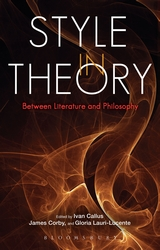 STYLE
IN
THEORY
Between Literature and Philosophy
Edited by Ivan Callus,
James Corby, and Gloria Lauri-Lucente
BLOOMSBURY